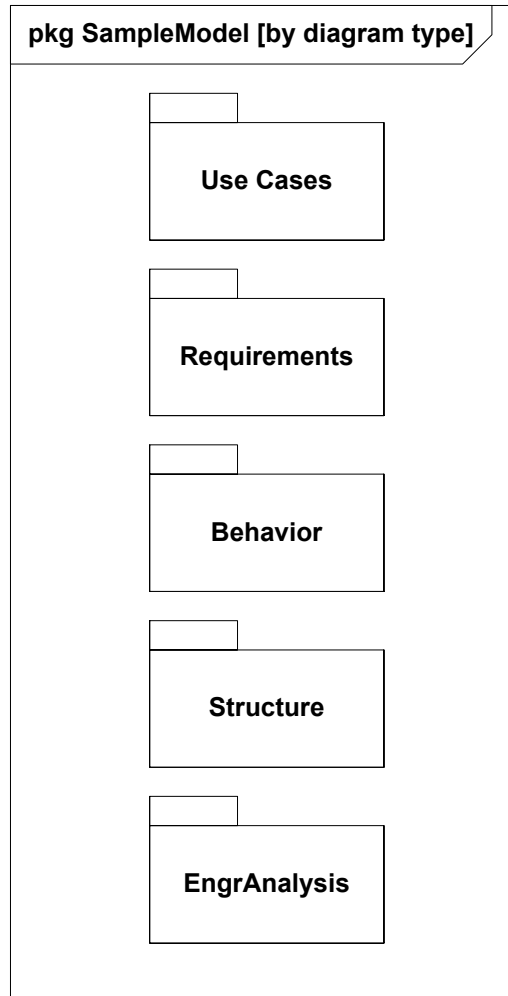 pkg SampleModel [by diagram type]
Use Cases
Requirements
Behavior
Structure
EngrAnalysis